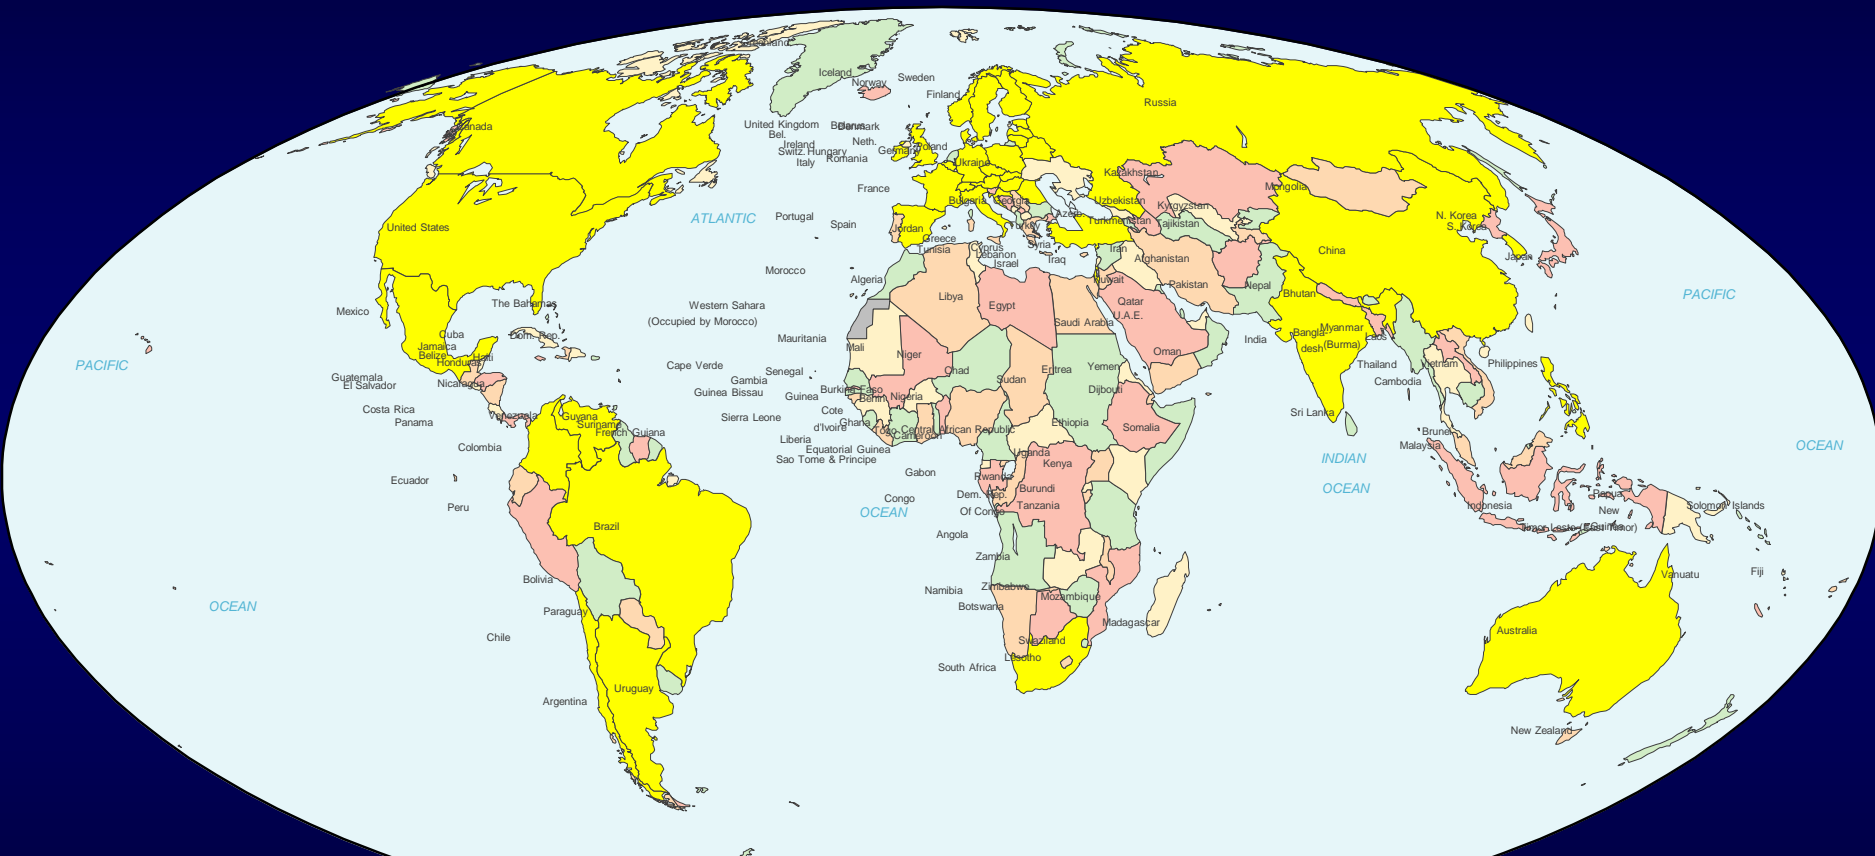 Greenland
Iceland
Norway
Sweden
Finland
Russia
Canada
United Kingdom
Belarus
Denmark
Bel.
Ireland
Neth.
Switz.
Hungary
Germany
Poland
Italy
Romania
Ukraine
France
Kazakhstan
Mongolia
Bulgaria
Georgia
Uzbekistan
Kyrgyzstan
ATLANTIC
Portugal
Spain
Jordan
Azerb.
Turkmenistan
Tajikistan
N. Korea
S. Korea
United States
Turkey
Greece
Tunisia
Cyprus
Lebanon
Israel
Syria
Iraq
Iran
Afghanistan
China
Japan
Morocco
Algeria
Kuwait
Pakistan
Nepal
Bhutan
PACIFIC
Mexico
The Bahamas
Western Sahara
(Occupied by Morocco)
Libya
Egypt
Qatar
U.A.E.
Saudi Arabia
Cuba
Dom. Rep.
Jamaica
Belize
Honduras
Haiti
Mauritania
Mali
Niger
Oman
India
Bangla-
desh
Myanmar
(Burma)
Laos
PACIFIC
Guatemala
El Salvador
Nicaragua
Cape Verde
Senegal
Gambia
Guinea Bissau
Guinea
Burkina Faso
Benin
Nigeria
Chad
Sudan
Eritrea
Yemen
Djibouti
Thailand
Cambodia
Vietnam
Philippines
Costa Rica
Panama
Venezuela
Guyana
Suriname
French Guiana
Sierra Leone
Cote
d'Ivoire
Ghana
Togo
Central African Republic
Cameroon
Ethiopia
Somalia
Sri Lanka
Brunei
Malaysia
Colombia
Liberia
Equatorial Guinea
Sao Tome & Principe
Uganda
Kenya
INDIAN
OCEAN
OCEAN
Ecuador
Gabon
Rwanda
Burundi
Peru
Congo
OCEAN
Dem. Rep.
Of Congo
Tanzania
Indonesia
Papua
New
Guinea
Timor-Leste (East Timor)
Solomon Islands
Brazil
Angola
Zambia
Bolivia
Namibia
Zimbabwe
Botswana
Mozambique
Madagascar
Vanuatu
Fiji
OCEAN
Paraguay
Chile
Swaziland
Lesotho
South Africa
Australia
Uruguay
Argentina
New Zealand